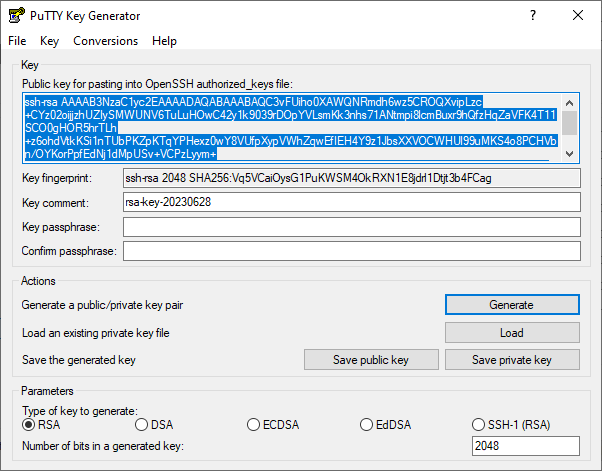 PuTTY Key Generator
?
File Key Conversions Help
Key
Public key for pasting into OpenSSH authorized_keys file:
ssh-rsa AAAAB3NzaC1yc2EAAAADAQABAAABAQC3vFUiho0XAWQNRmdh6wz5CROQXvipLzc
+CYz02oijjzhUZlySMWUNV6TuLuHOwC42y1k9039rDOpYVLsmKk3nhs71ANtmpi8lcmBuxr9hQfzHqZaVFK4T11
SCO0gHOR5hrTLh
+z6ohdVtkKSi1nTUbPKZpKTqYPHexz0wY8VUfpXypVWhZqwEflEH4Y9z1JbsXXVOCWHUI99uMKS4o8PCHVb
n/OYKorPpfEdNj1dMpUSv+VCPzLyym+
Key fingerprint: ssh-rsa 2048 SHA256:Vq5VCaiOysG1PuKWSM4OkRXN1E8jdrl1Dtjt3b4FCag
Key comment: rsa-key-20230628
Key passphrase:
Confirm passphrase:
Actions
Generate a public/private key pair Generate
Load an existing private key file Load
Save the generated key Save public key Save private key
Parameters
Type of key to generate:
RSA DSA ECDSA EdDSA SSH-1 (RSA)
Number of bits in a generated key: 2048